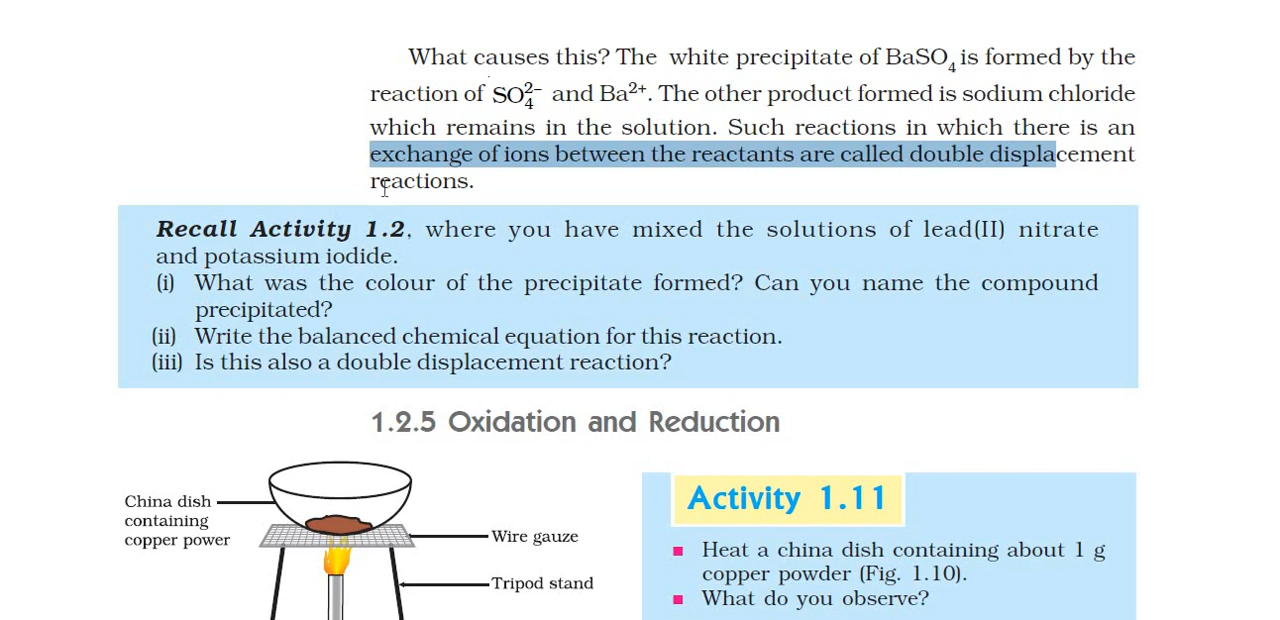 What causes this? The white precipitate of BaSO₄ is formed by the
reaction of SO₄²⁻ and Ba²⁺. The other product formed is sodium chloride
which remains in the solution. Such reactions in which there is an
exchange of ions between the reactants are called double displacement
reactions.
Recall Activity 1.2, where you have mixed the solutions of lead(II) nitrate
and potassium iodide.
(i) What was the colour of the precipitate formed? Can you name the compound
precipitated?
(ii) Write the balanced chemical equation for this reaction.
(iii) Is this also a double displacement reaction?
1.2.5 Oxidation and Reduction
China dish
containing
copper power
Wire gauze
Tripod stand
Activity 1.11
Heat a china dish containing about 1 g
copper powder (Fig. 1.10).
What do you observe?